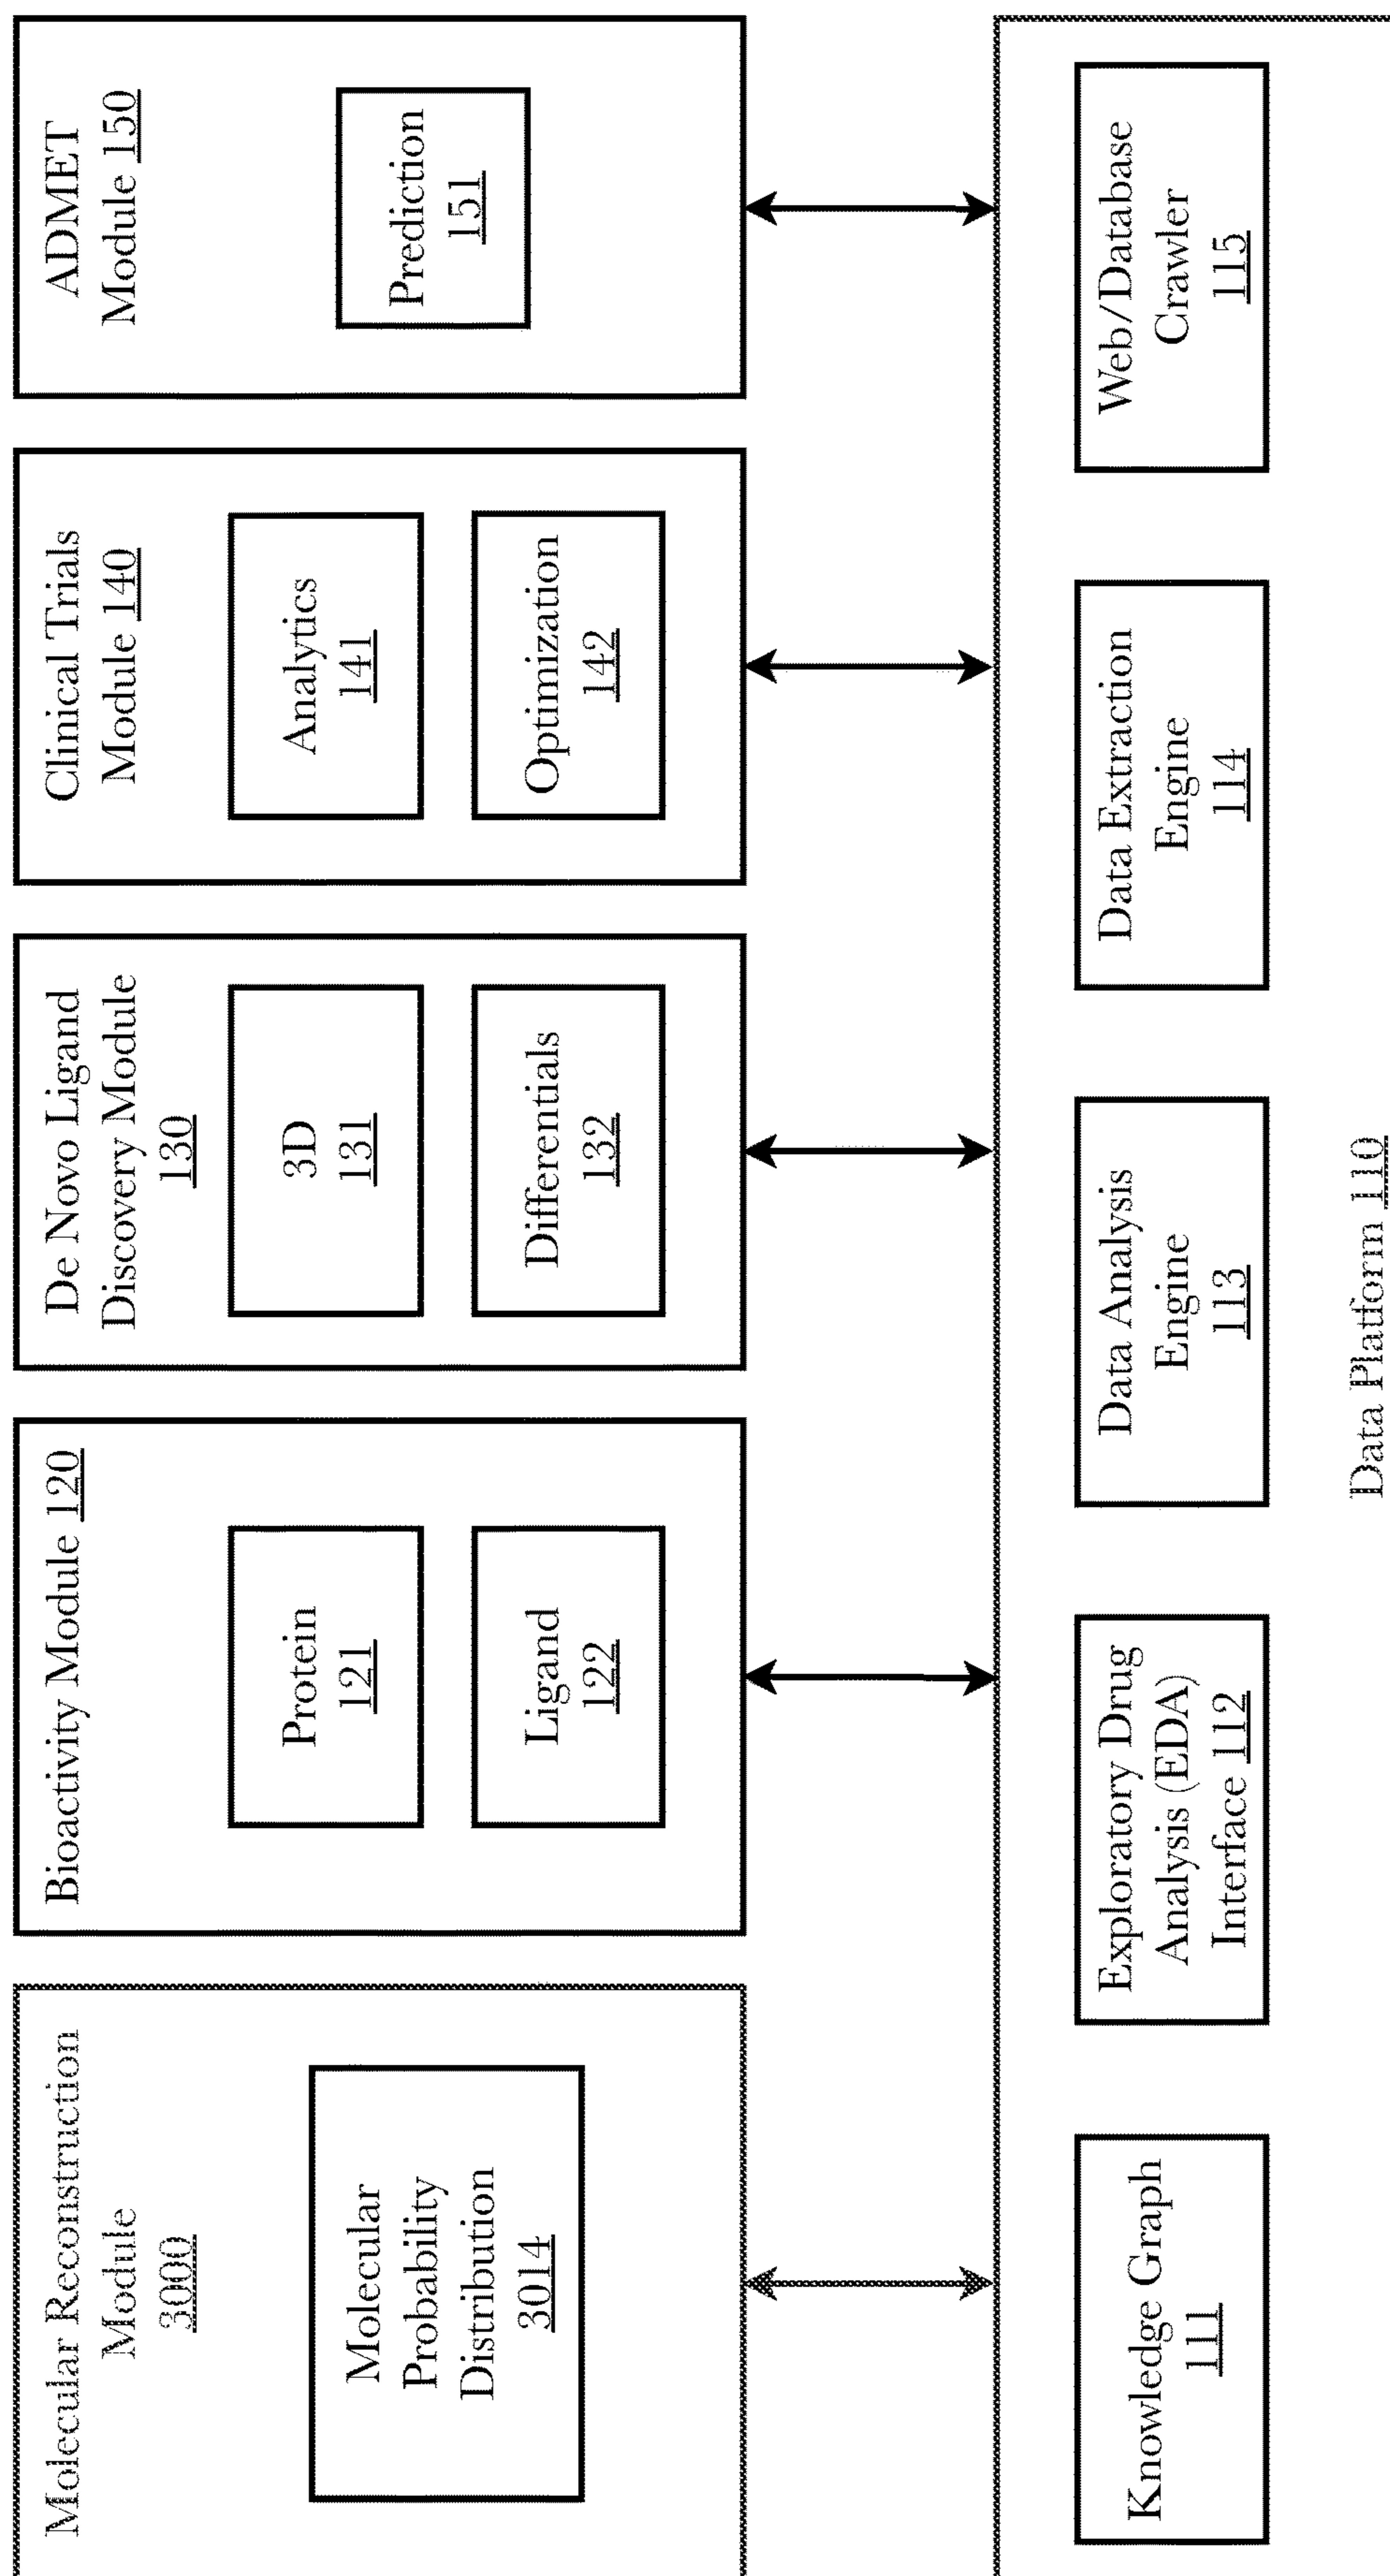 Molecular Reconstruction
Module
3000
Molecular
Probability
Distribution
3014
Bioactivity Module 120
Protein
121
Ligand
122
De Novo Ligand
Discovery Module
130
3D
131
Differentials
132
Clinical Trials
Module 140
Analytics
141
Optimization
142
ADMET
Module 150
Prediction
151
Knowledge Graph
111
Exploratory Drug
Analysis (EDA)
Interface 112
Data Analysis
Engine
113
Data Extraction
Engine
114
Web/Database
Crawler
115
Data Platform 110